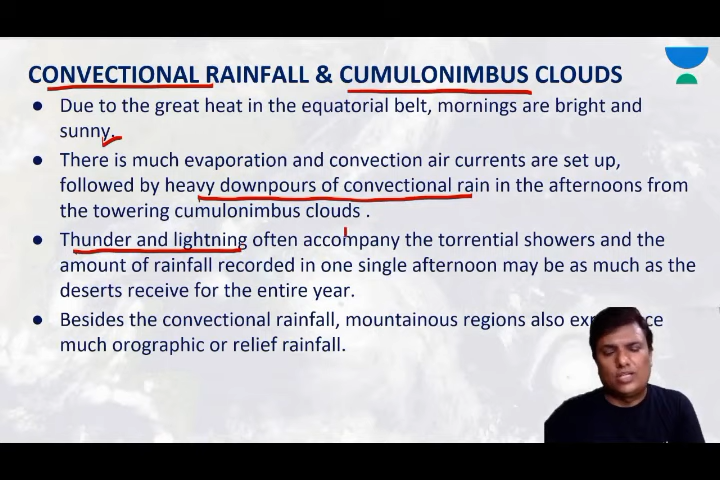 CONVECTIONAL RAINFALL & CUMULONIMBUS CLOUDS
● Due to the great heat in the equatorial belt, mornings are bright and
sunny.
● There is much evaporation and convection air currents are set up,
followed by heavy downpours of convectional rain in the afternoons from
the towering cumulonimbus clouds .
● Thunder and lightning often accompany the torrential showers and the
amount of rainfall recorded in one single afternoon may be as much as the
deserts receive for the entire year.
● Besides the convectional rainfall, mountainous regions also
much orographic or relief rainfall.